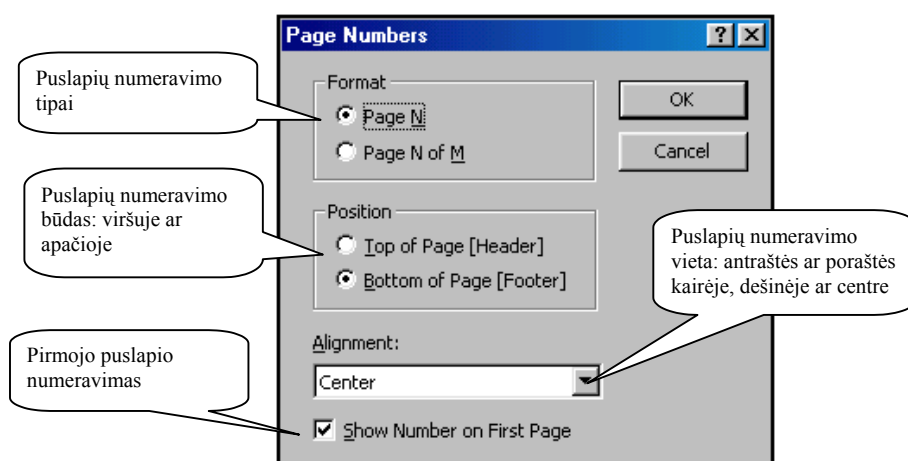 Page Numbers
Puslapių numeravimo
tipai
Format
Page N
Page N of M
OK
Cancel
Puslapių numeravimo
būdas: viršuje ar
apačioje
Position
Top of Page [Header]
Bottom of Page [Footer]
Puslapių numeravimo
vieta: antraštės ar poraštės
kairėje, dešinėje ar centre
Pirmojo puslapio
numeravimas
Alignment:
Center
Show Number on First Page